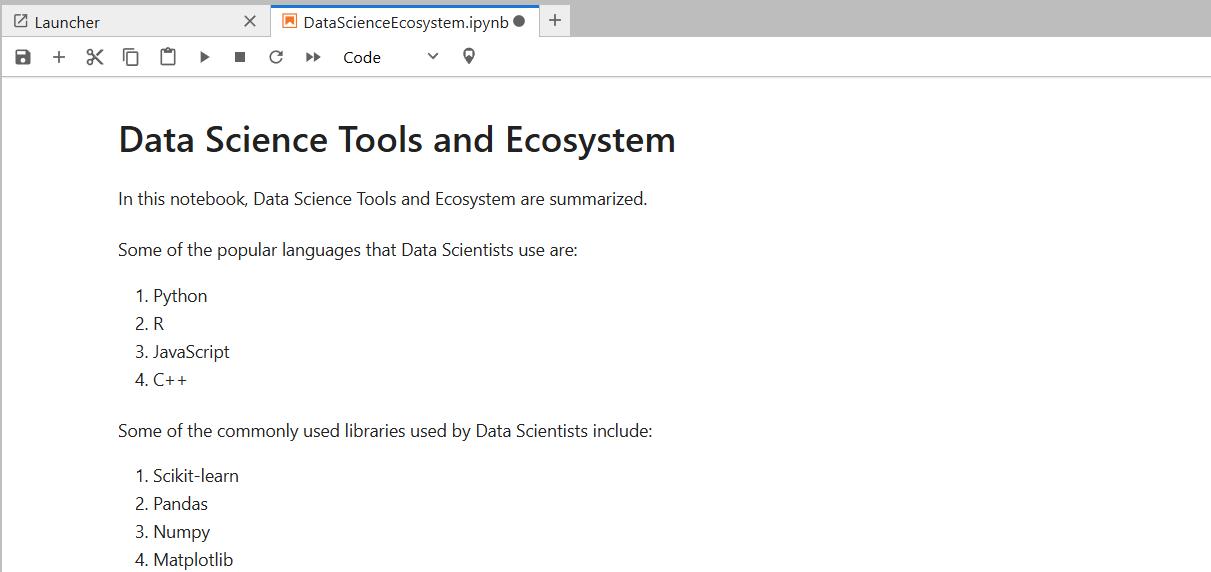 Launcher
DataScienceEcosystem.ipynb
Code
Data Science Tools and Ecosystem
In this notebook, Data Science Tools and Ecosystem are summarized.
Some of the popular languages that Data Scientists use are:
1. Python
2. R
3. JavaScript
4. C++
Some of the commonly used libraries used by Data Scientists include:
1. Scikit-learn
2. Pandas
3. Numpy
4. Matplotlib